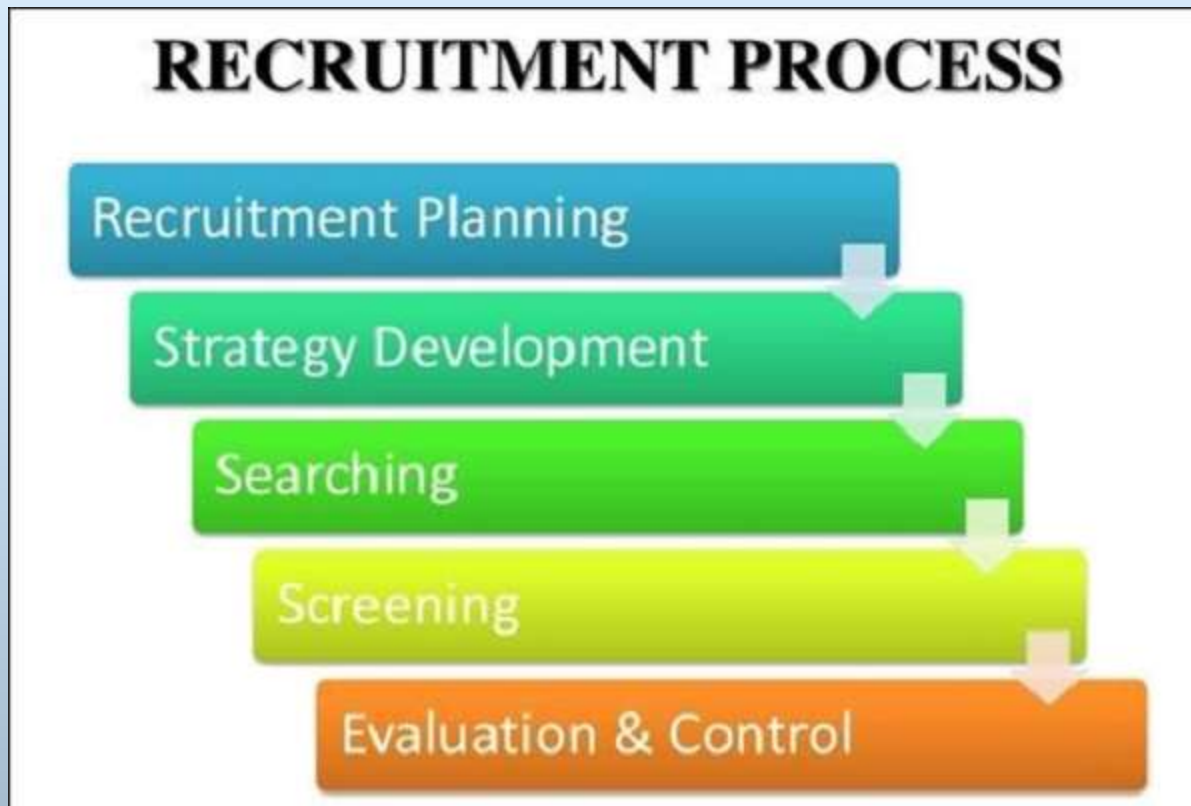 RECRUITMENT PROCESS
Recruitment Planning
Strategy Development
Searching
Screening
Evaluation & Control